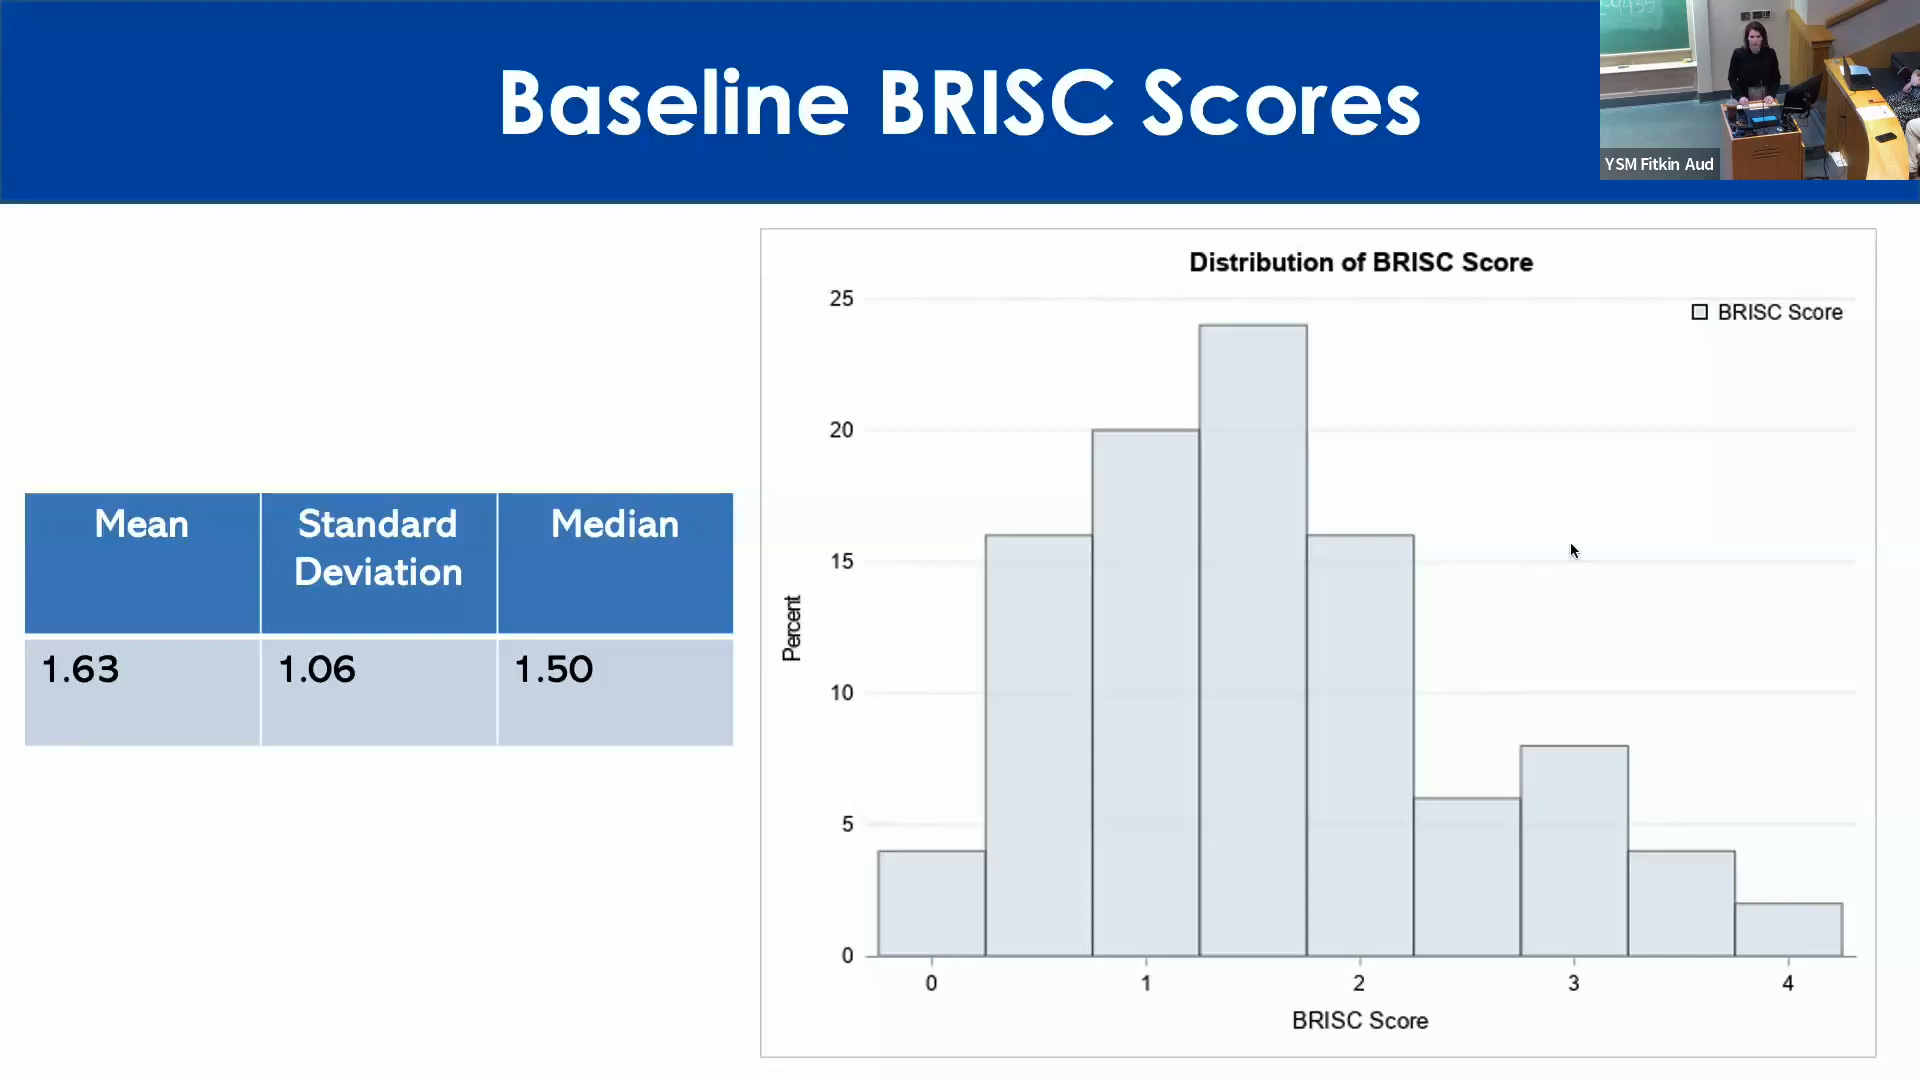 Baseline BRISC Scores
YSM Fitkin Aud
Mean
Standard
Deviation
Median
1.63
1.06
1.50
Distribution of BRISC Score
BRISC Score
25
20
15
10
5
0
Percent
0 1 2 3 4
BRISC Score